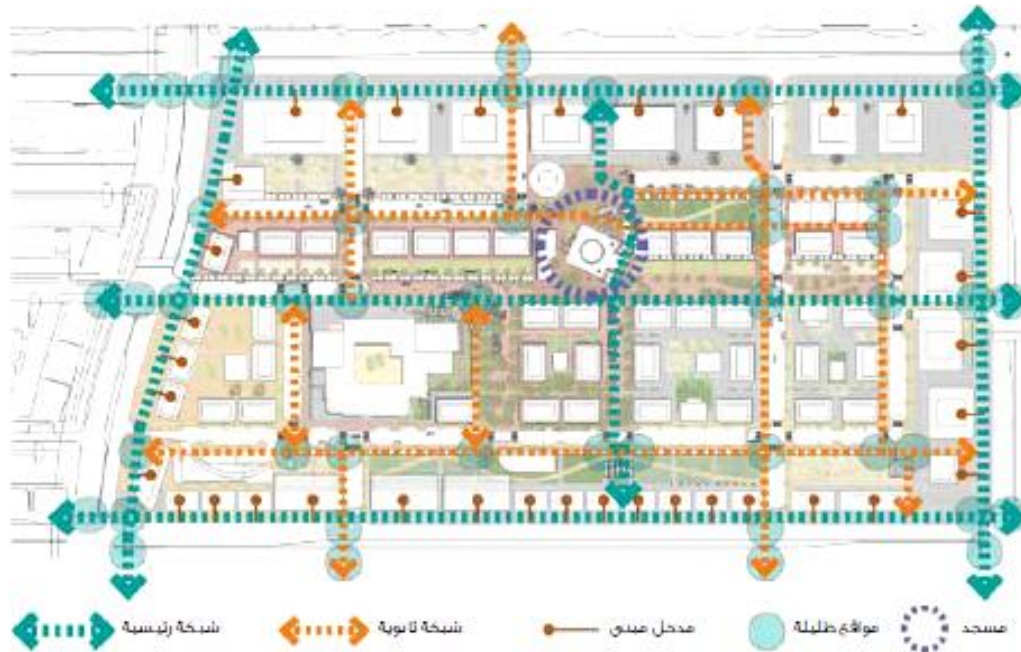 مسجد
مواقع ظليلة
مدخل مبنى
شبكة ثانوية
شبكة رئيسية